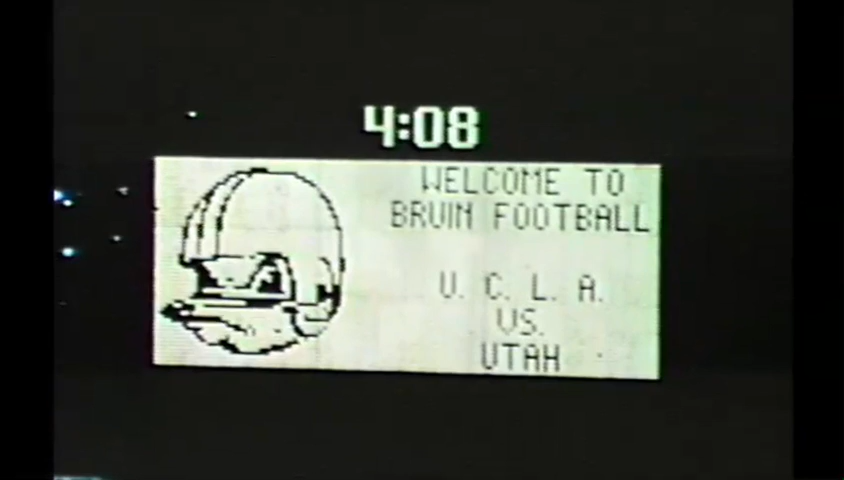 4:08
WELCOME TO
BRUIN FOOTBALL
U. C. L. A.
VS.
UTAH